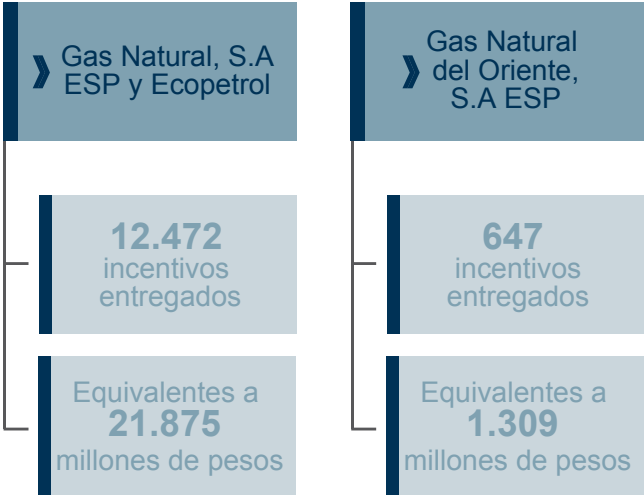 Gas Natural, S.A
ESP y Ecopetrol
12.472
incentivos
entregados
Equivalentes a
21.875
millones de pesos
Gas Natural
del Oriente,
S.A ESP
647
incentivos
entregados
Equivalentes a
1.309
millones de pesos